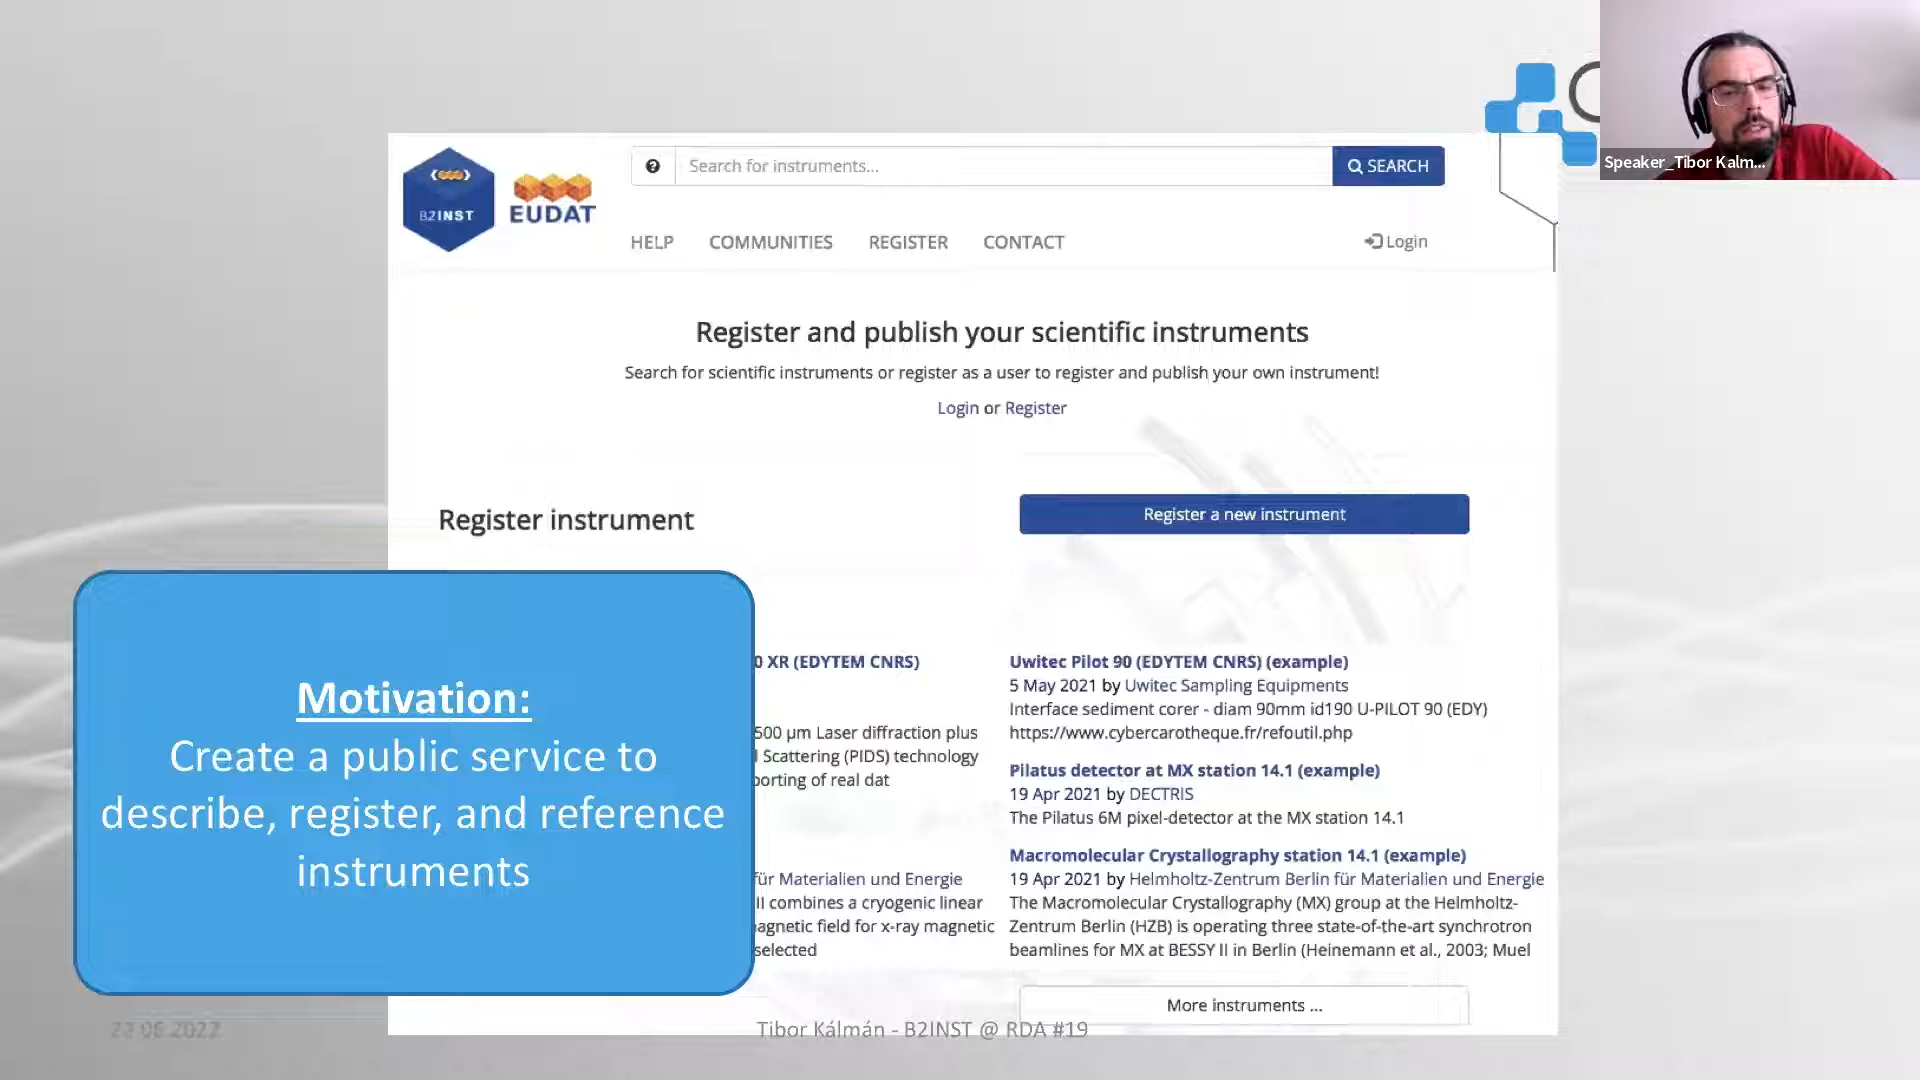 B2INST
EUDAT
Search for instruments...
SEARCH
HELP
COMMUNITIES
REGISTER
CONTACT
Login
Speaker_Tibor Kalm...
Register and publish your scientific instruments
Search for scientific instruments or register as a user to register and publish your own instrument!
Login or Register
Register instrument
Register a new instrument
Motivation:
Create a public service to
describe, register, and reference
instruments
0 XR (EDYTEM CNRS)
500 µm Laser diffraction plus
Scattering (PIDS) technology
orting of real dat
für Materialien und Energie
II combines a cryogenic linear
agnetic field for x-ray magnetic
selected
Uwitec Pilot 90 (EDYTEM CNRS) (example)
5 May 2021 by Uwitec Sampling Equipments
Interface sediment corer - diam 90mm id190 U-PILOT 90 (EDY)
https://www.cybercarotheque.fr/refoutil.php
Pilatus detector at MX station 14.1 (example)
19 Apr 2021 by DECTRIS
The Pilatus 6M pixel-detector at the MX station 14.1
Macromolecular Crystallography station 14.1 (example)
19 Apr 2021 by Helmholtz-Zentrum Berlin für Materialien und Energie
The Macromolecular Crystallography (MX) group at the Helmholtz-
Zentrum Berlin (HZB) is operating three state-of-the-art synchrotron
beamlines for MX at BESSY II in Berlin (Heinemann et al., 2003; Muel
More instruments ...
Tibor Kálmán - B2INST @ RDA #19